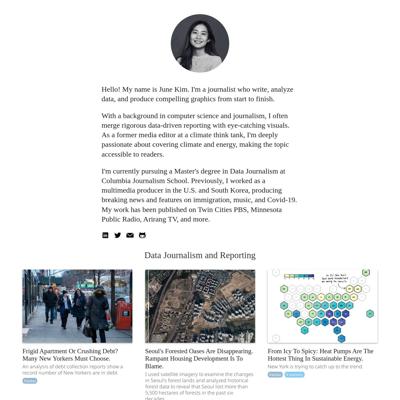 Hello! My name is June Kim. I'm a journalist who write, analyze
data, and produce compelling graphics from start to finish.
With a background in computer science and journalism, I often
merge rigorous data-driven reporting with eye-catching visuals.
As a former media editor at a climate think tank, I'm deeply
passionate about covering climate and energy, making the topic
accessible to readers.
I'm currently pursuing a Master's degree in Data Journalism at
Columbia Journalism School. Previously, I worked as a
multimedia producer in the U.S. and South Korea, producing
breaking news and features on immigration, music, and Covid-19.
My work has been published on Twin Cities PBS, Minnesota
Public Radio, Arirang TV, and more.
Data Journalism and Reporting
Frigid Apartment Or Crushing Debt?
Many New Yorkers Must Choose.
An analysis of debt collection reports show a
record number of New Yorkers are in debt.
Seoul's Forested Oases Are Disappearing.
Rampant Housing Development Is To
Blame.
I used satellite imagery to examine the changes
in Seoul's forest lands and analyzed historical
forest data to reveal that Seoul lost more than
5,500 hectares of forests in the past six
decades.
From Icy To Spicy: Heat Pumps Are The
Hottest Thing In Sustainable Energy.
New York is trying to catch up to the trend.